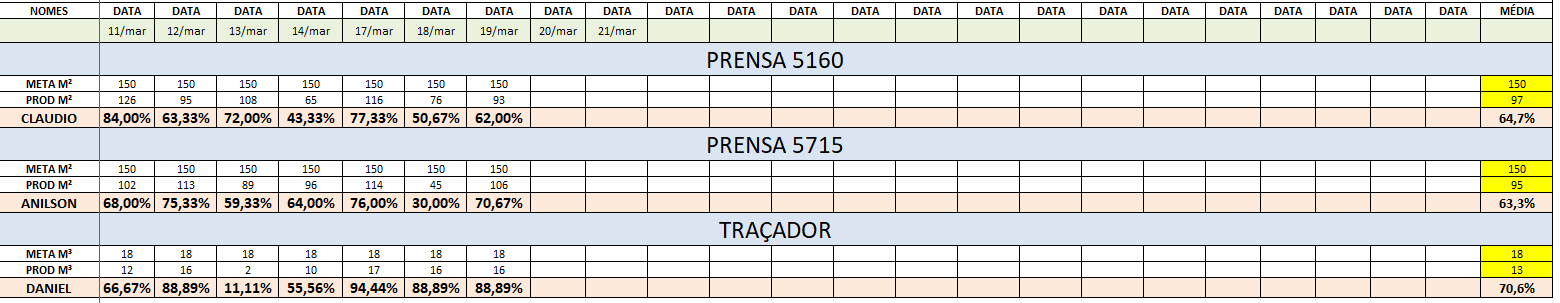 NOMES DATA DATA DATA DATA DATA DATA DATA DATA DATA DATA DATA DATA DATA DATA DATA DATA DATA DATA DATA DATA DATA DATA MÉDIA
11/mar 12/mar 13/mar 14/mar 17/mar 18/mar 19/mar 20/mar 21/mar
PRENSA 5160
META M² 150 150 150 150 150 150 150 150
PROD M² 126 95 108 65 116 76 93 97
CLAUDIO 84,00% 63,33% 72,00% 43,33% 77,33% 50,67% 62,00% 64,7%
PRENSA 5715
META M² 150 150 150 150 150 150 150 150
PROD M² 102 113 89 96 114 45 106 95
ANILSON 68,00% 75,33% 59,33% 64,00% 76,00% 30,00% 70,67% 63,3%
TRAÇADOR
META M³ 18 18 18 18 18 18 18 18
PROD M³ 12 16 2 10 17 16 16 13
DANIEL 66,67% 88,89% 11,11% 55,56% 94,44% 88,89% 88,89% 70,6%